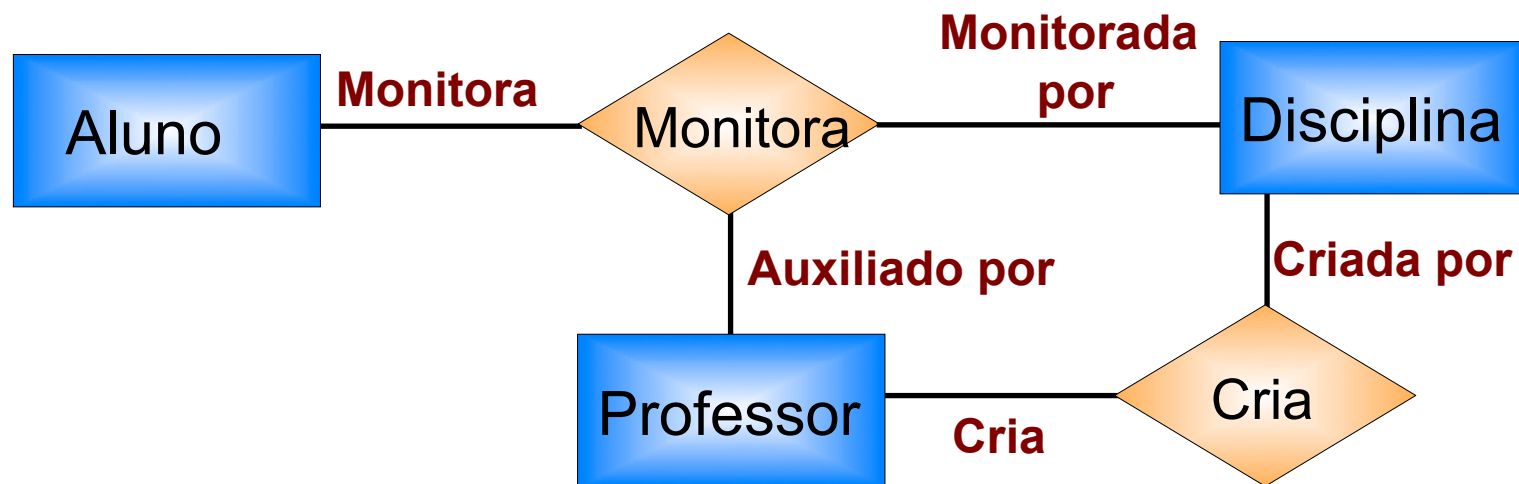 Monitorada
por
Monitora
Aluno
Monitora
Disciplina
Auxiliado por
Criada por
Professor
Cria
Cria